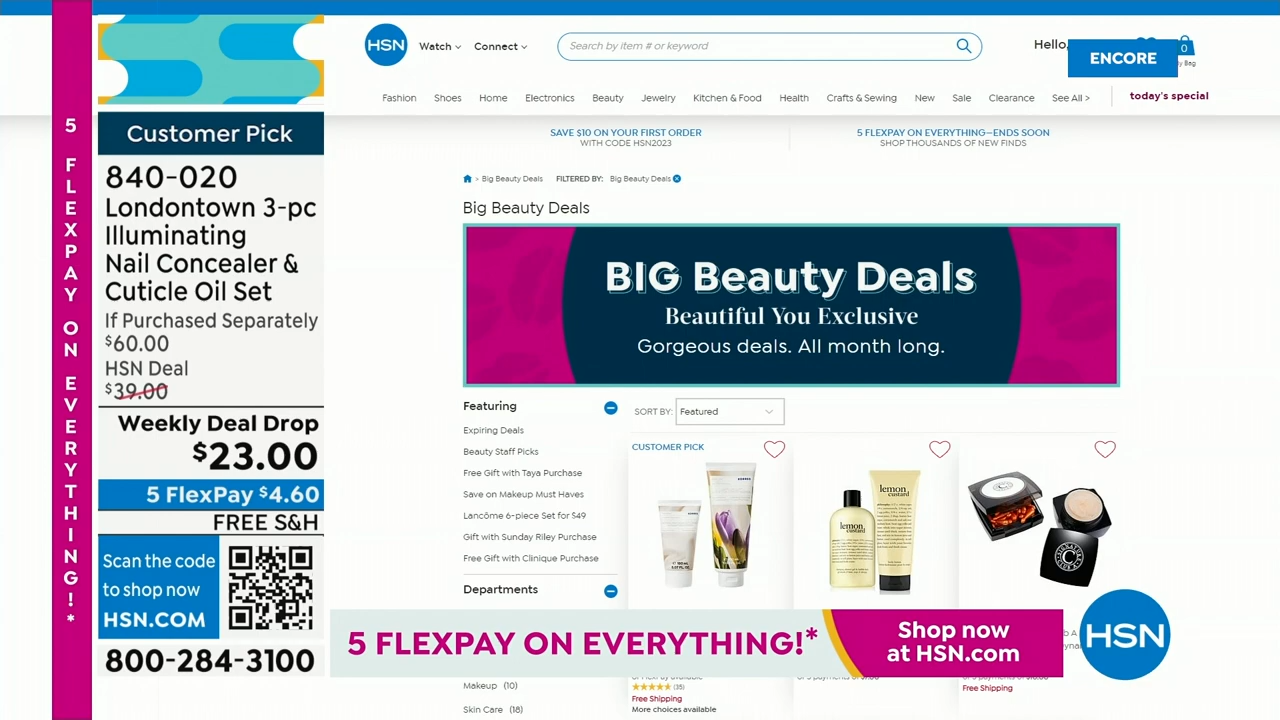 5 FLEXPAY ON EVERYTHING!*
Customer Pick
840-020
Londontown 3-pc
Illuminating
Nail Concealer &
Cuticle Oil Set
If Purchased Separately
$60.00
HSN Deal
$39.00
Weekly Deal Drop
$23.00
5 FlexPay $4.60
FREE S&H
Scan the code
to shop now
HSN.COM
800-284-3100
HSN
Watch
Connect
Search by item # or keyword
Hello,
ENCORE
0
Bag
Fashion
Shoes
Home
Electronics
Beauty
Jewelry
Kitchen & Food
Health
Crafts & Sewing
New
Sale
Clearance
See All >
today's special
SAVE $10 ON YOUR FIRST ORDER
WITH CODE HSN2023
5 FLEXPAY ON EVERYTHING—ENDS SOON
SHOP THOUSANDS OF NEW FINDS
> Big Beauty Deals
FILTERED BY: Big Beauty Deals
Big Beauty Deals
BIG Beauty Deals
Beautiful You Exclusive
Gorgeous deals. All month long.
Featuring
Expiring Deals
Beauty Staff Picks
Free Gift with Taya Purchase
Save on Makeup Must Haves
Lancôme 6-piece Set for $49
Gift with Sunday Riley Purchase
Free Gift with Clinique Purchase
Departments
Makeup (10)
Skin Care (18)
SORT BY: Featured
CUSTOMER PICK
KORRES
lemon custard
lemon custard
5 FLEXPAY ON EVERYTHING!*
Shop now
at HSN.com
HSN
(35)
Free Shipping
More choices available
Free Shipping